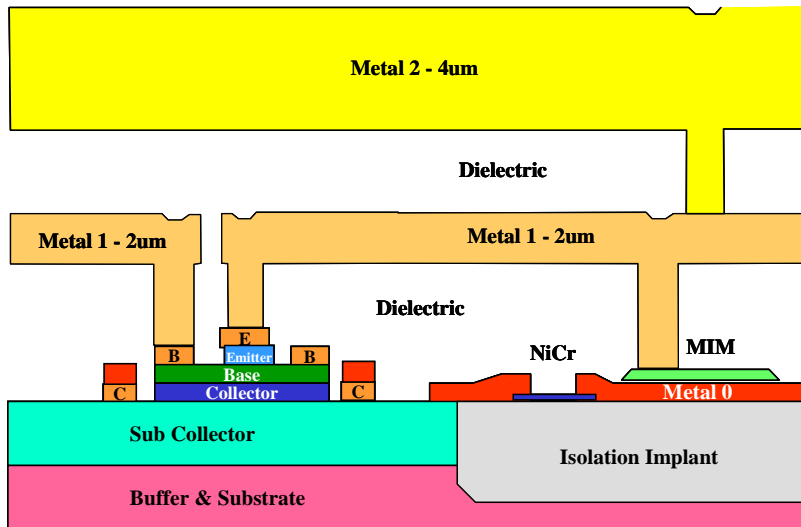 Metal 2 - 4um
Dielectric
Metal 1 - 2um
Metal 1 - 2um
Dielectric
E
NiCr
MIM
B
Emitter
B
Base
C
Collector
C
Metal 0
Sub Collector
Isolation Implant
Buffer & Substrate